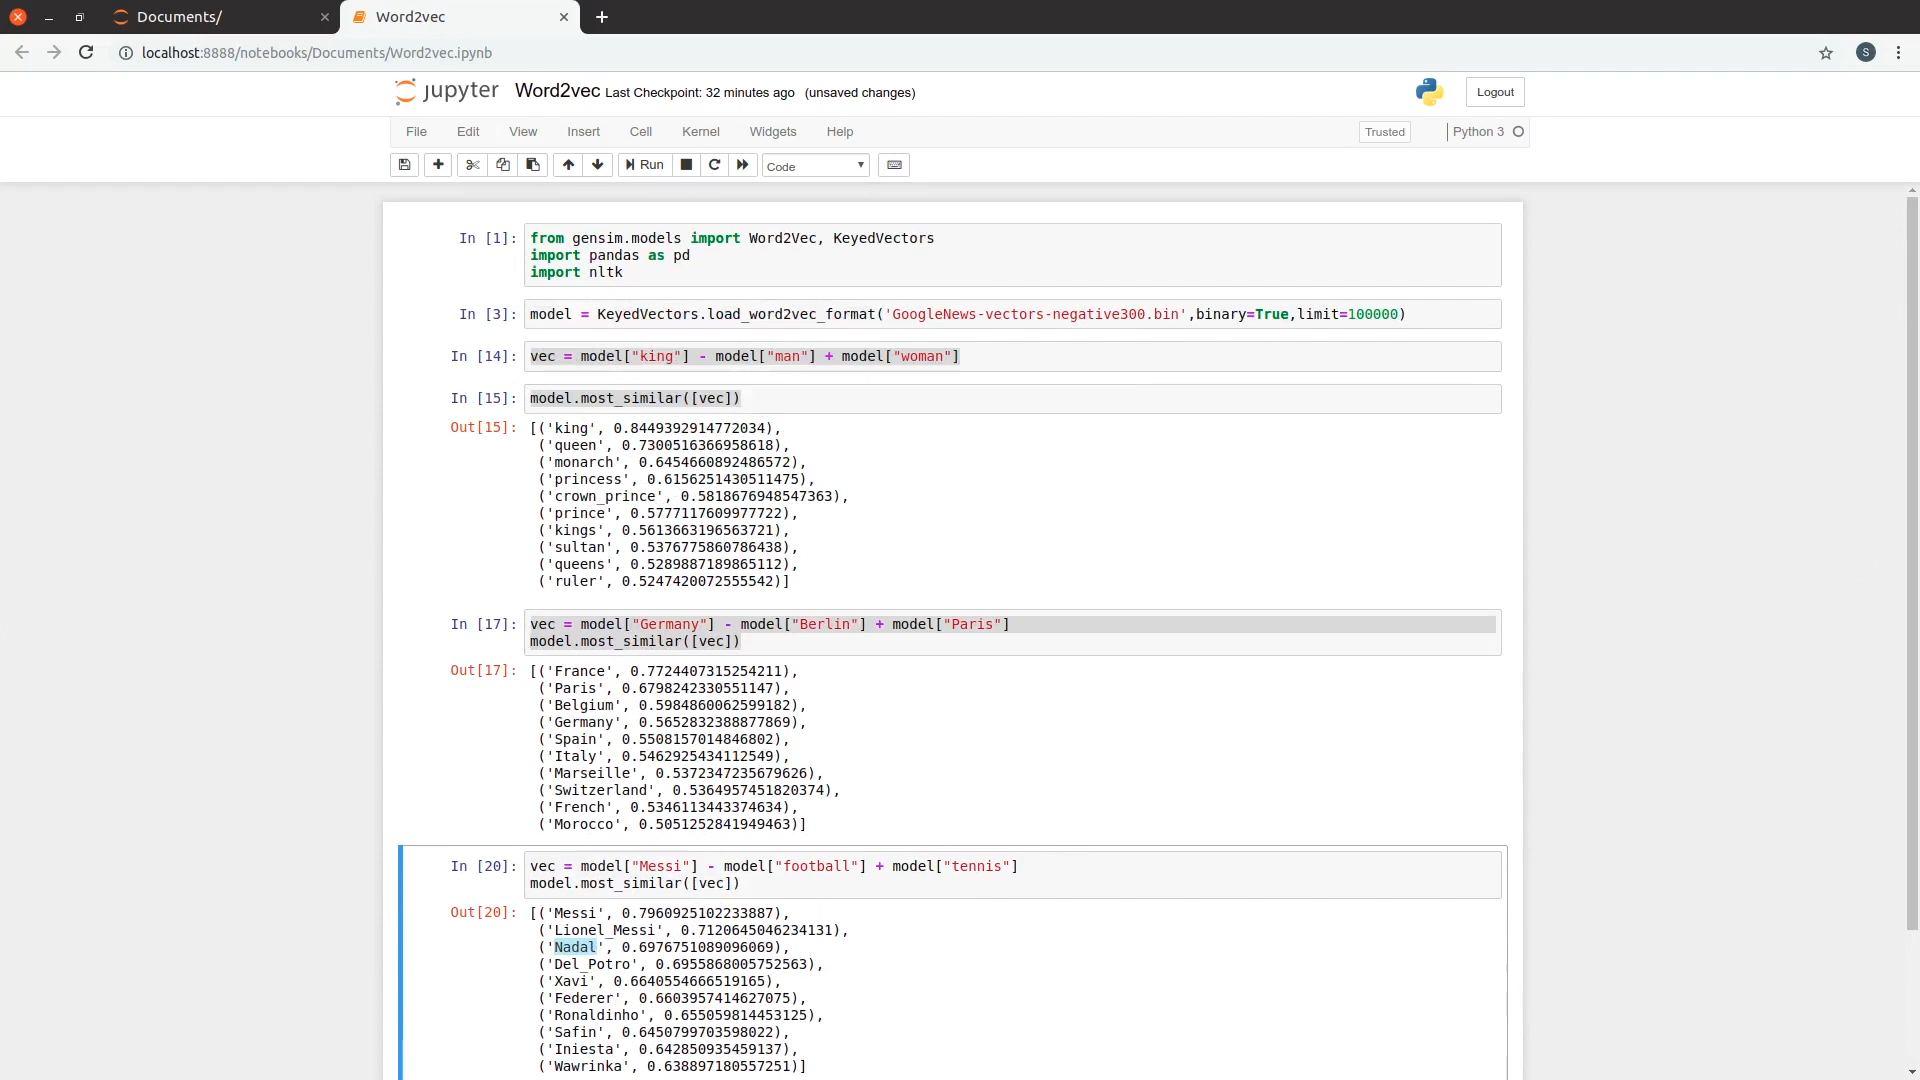 Documents/
Word2vec
localhost:8888/notebooks/Documents/Word2vec.ipynb
S
jupyter Word2vec Last Checkpoint: 32 minutes ago (unsaved changes)
Logout
File Edit View Insert Cell Kernel Widgets Help
Trusted
Python 3
Run
Code
In [1]: from gensim.models import Word2Vec, KeyedVectors
import pandas as pd
import nltk
In [3]: model = KeyedVectors.load_word2vec_format('GoogleNews-vectors-negative300.bin',binary=True,limit=100000)
In [14]: vec = model["king"] - model["man"] + model["woman"]
In [15]: model.most_similar([vec])
Out[15]: [('king', 0.8449392914772034),
('queen', 0.7300516366958618),
('monarch', 0.6454660892486572),
('princess', 0.6156251430511475),
('crown_prince', 0.5818676948547363),
('prince', 0.5777117609977722),
('kings', 0.5613663196563721),
('sultan', 0.5376775860786438),
('queens', 0.5289887189865112),
('ruler', 0.5247420072555542)]
In [17]: vec = model["Germany"] - model["Berlin"] + model["Paris"]
model.most_similar([vec])
Out[17]: [('France', 0.7724407315254211),
('Paris', 0.6798242330551147),
('Belgium', 0.5984860062599182),
('Germany', 0.5652832388877869),
('Spain', 0.5508157014846802),
('Italy', 0.5462925434112549),
('Marseille', 0.5372347235679626),
('Switzerland', 0.5364957451820374),
('French', 0.5346113443374634),
('Morocco', 0.5051252841949463)]
In [20]: vec = model["Messi"] - model["football"] + model["tennis"]
model.most_similar([vec])
Out[20]: [('Messi', 0.7960925102233887),
('Lionel_Messi', 0.7120645046234131),
('Nadal', 0.6976751089096069),
('Del_Potro', 0.6955868005752563),
('Xavi', 0.6640554666519165),
('Federer', 0.6603957414627075),
('Ronaldinho', 0.655059814453125),
('Safin', 0.6450799703598022),
('Iniesta', 0.642850935459137),
('Wawrinka', 0.638897180557251)]